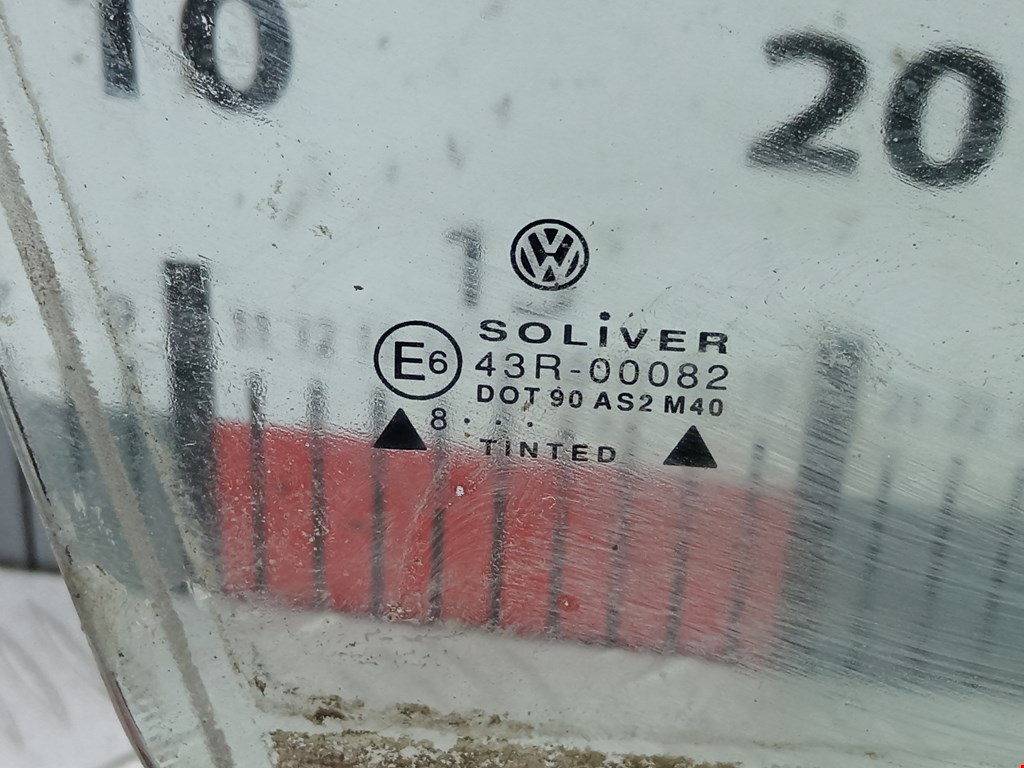 10
20
SOLiVER
E6 43R-00082
DOT 90 AS2 M40
8 . . .
TINTED